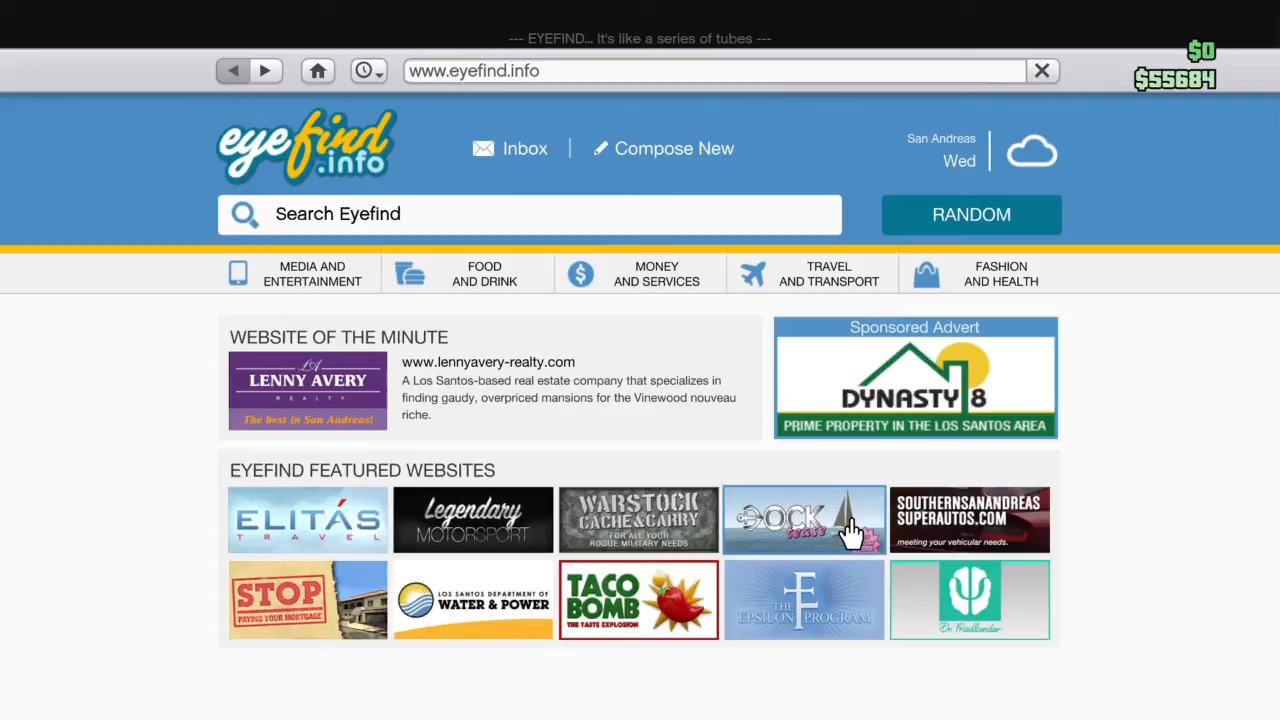 --- EYEFIND... It's like a series of tubes ---
$0
www.eyefind.info
$55684
eyefind
.info
Inbox
Compose New
San Andreas
Wed
Search Eyefind
RANDOM
MEDIA AND
ENTERTAINMENT
FOOD
AND DRINK
MONEY
AND SERVICES
TRAVEL
AND TRANSPORT
FASHION
AND HEALTH
WEBSITE OF THE MINUTE
LA
LENNY AVERY
REALTY
The best in San Andreas!
www.lennyavery-realty.com
A Los Santos-based real estate company that specializes in
finding gaudy, overpriced mansions for the Vinewood nouveau
riche.
Sponsored Advert
DYNASTY 8
PRIME PROPERTY IN THE LOS SANTOS AREA
EYEFIND FEATURED WEBSITES
ELITÁS
TRAVEL
Legendary
MOTORSPORT
WARSTOCK
CACHE & CARRY
FOR ALL YOUR
ROGUE MILITARY NEEDS
DOCK
tease
SOUTHERNSANANDREAS
SUPERAUTOS.COM
meeting your vehicular needs.
STOP
PAYING YOUR MORTGAGE
LOS SANTOS DEPARTMENT OF
WATER & POWER
TACO
BOMB
THE TASTE EXPLOSION
THE
EPSILON PROGRAM
Dr. Friedlander